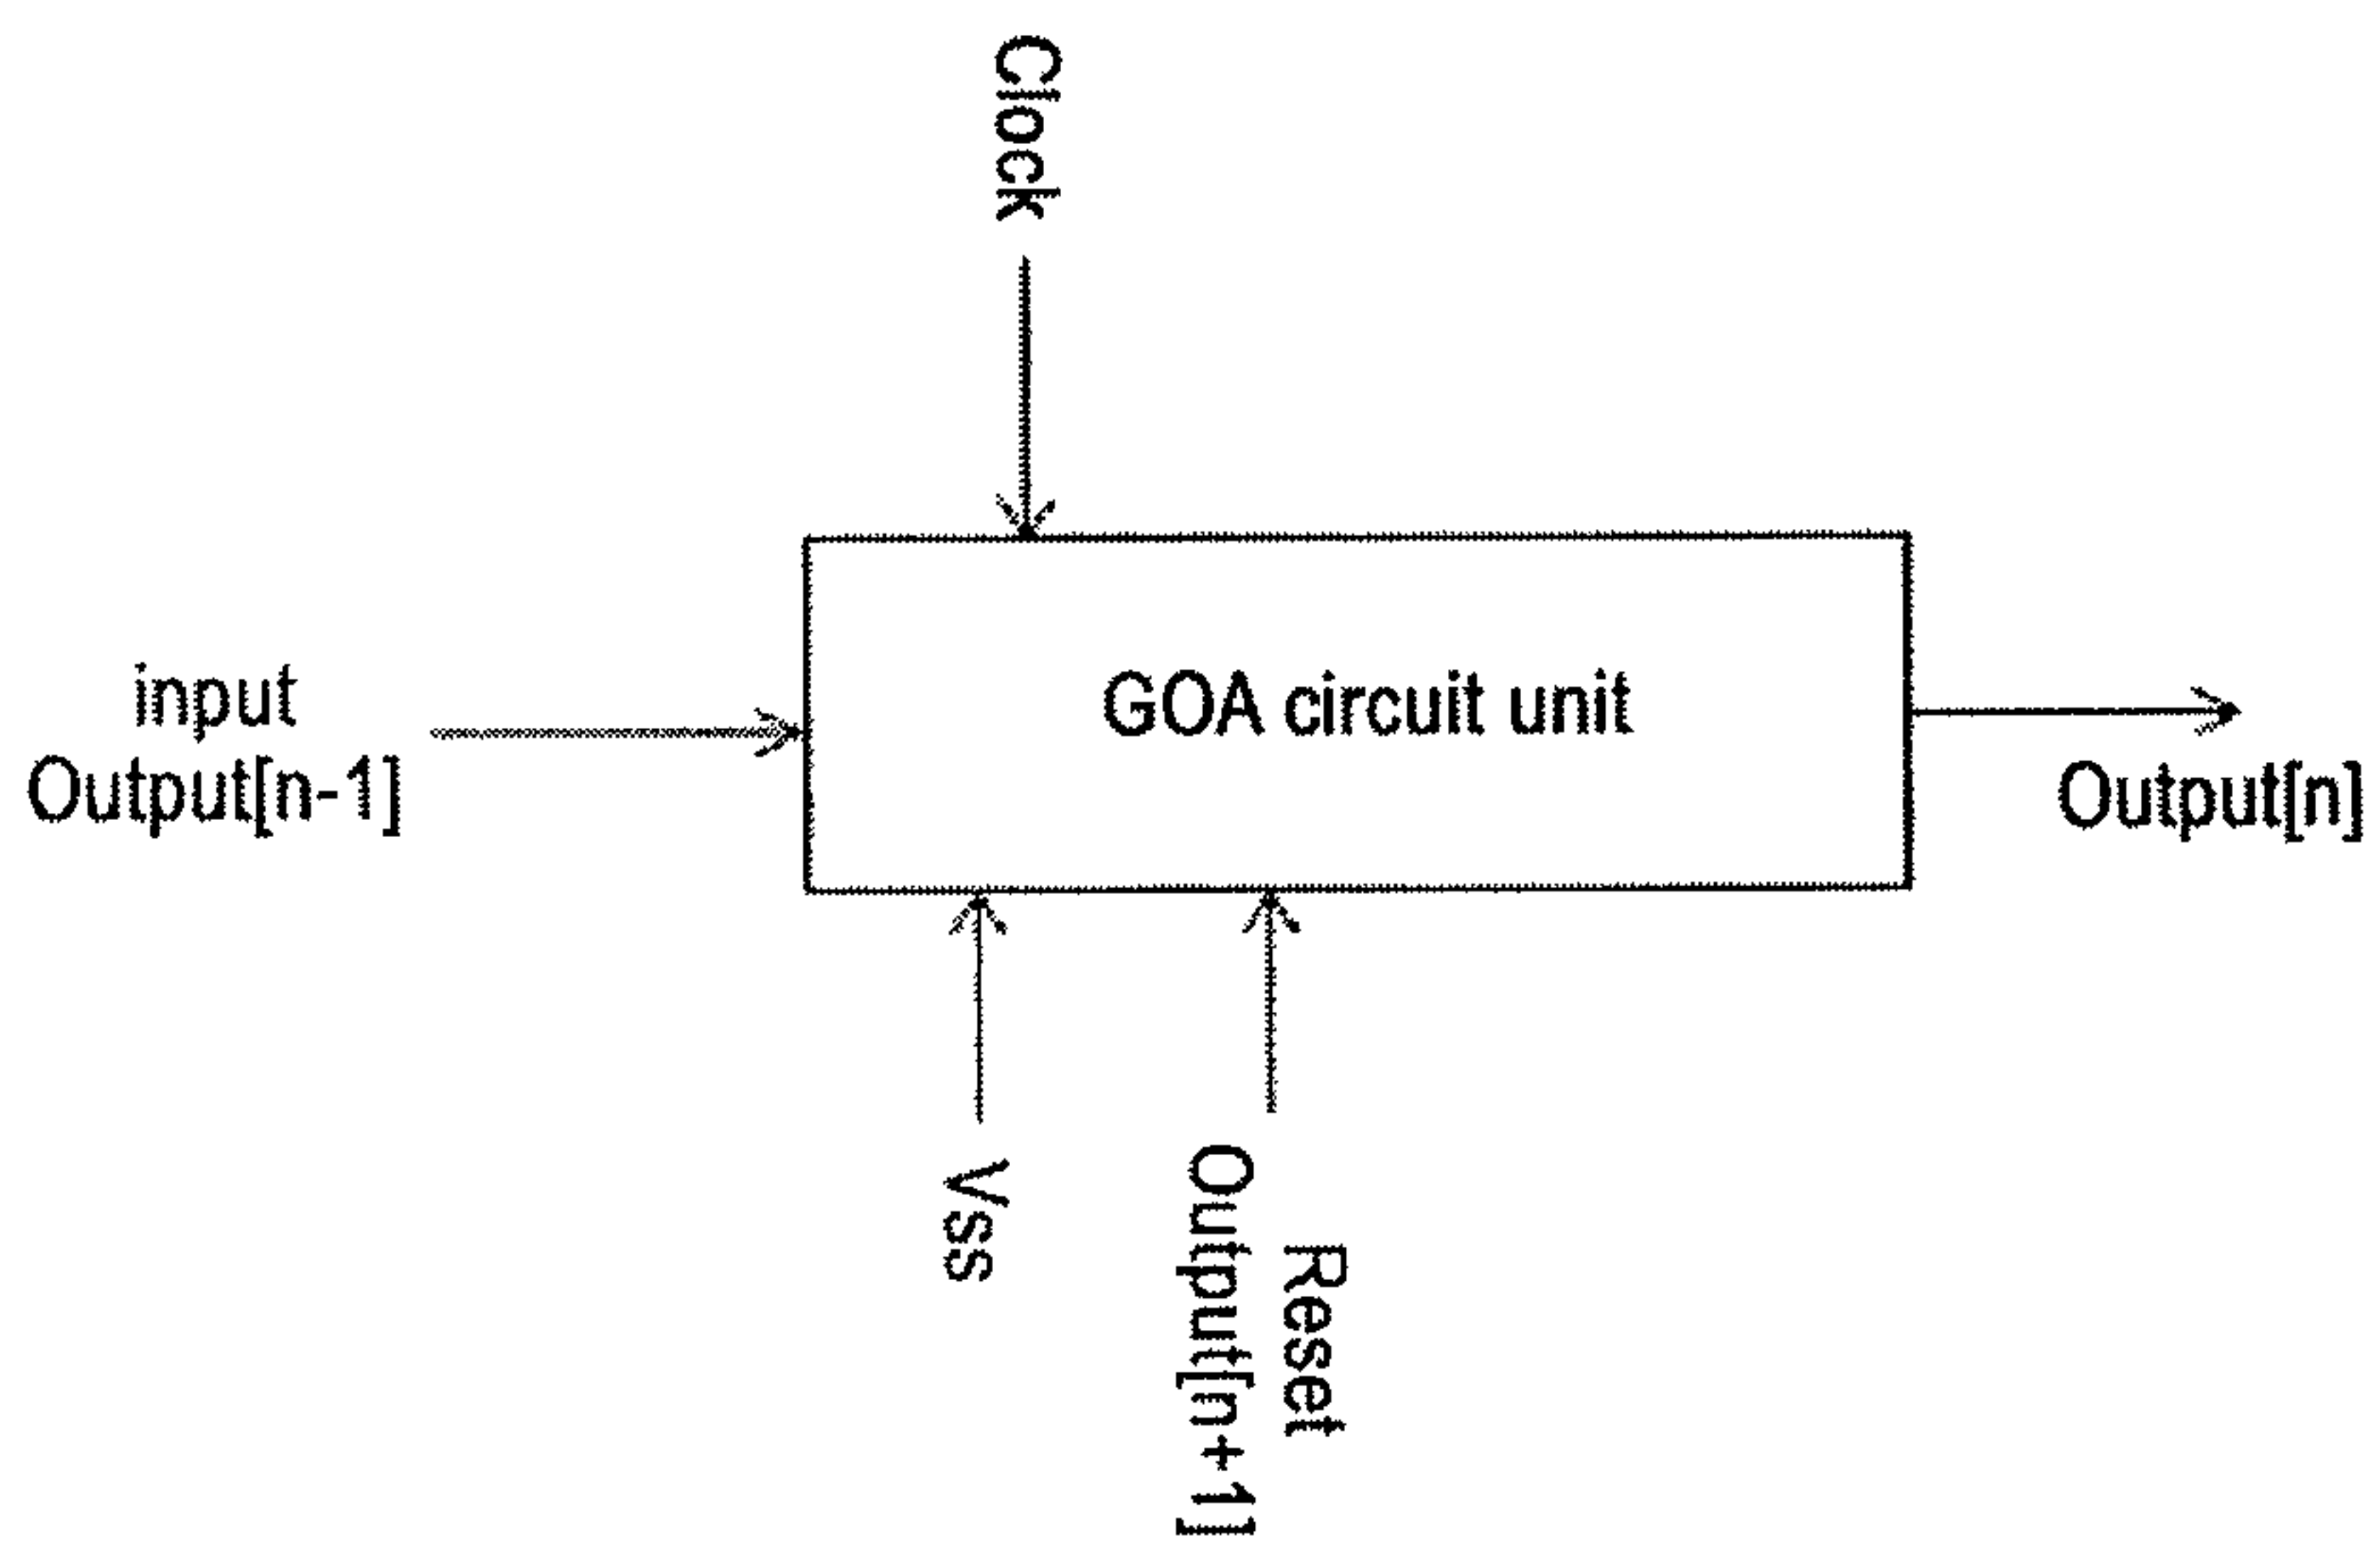 Clock
input
Output[n-1]
GOA circuit unit
Output[n]
Vss
Reset
Output[n+1]